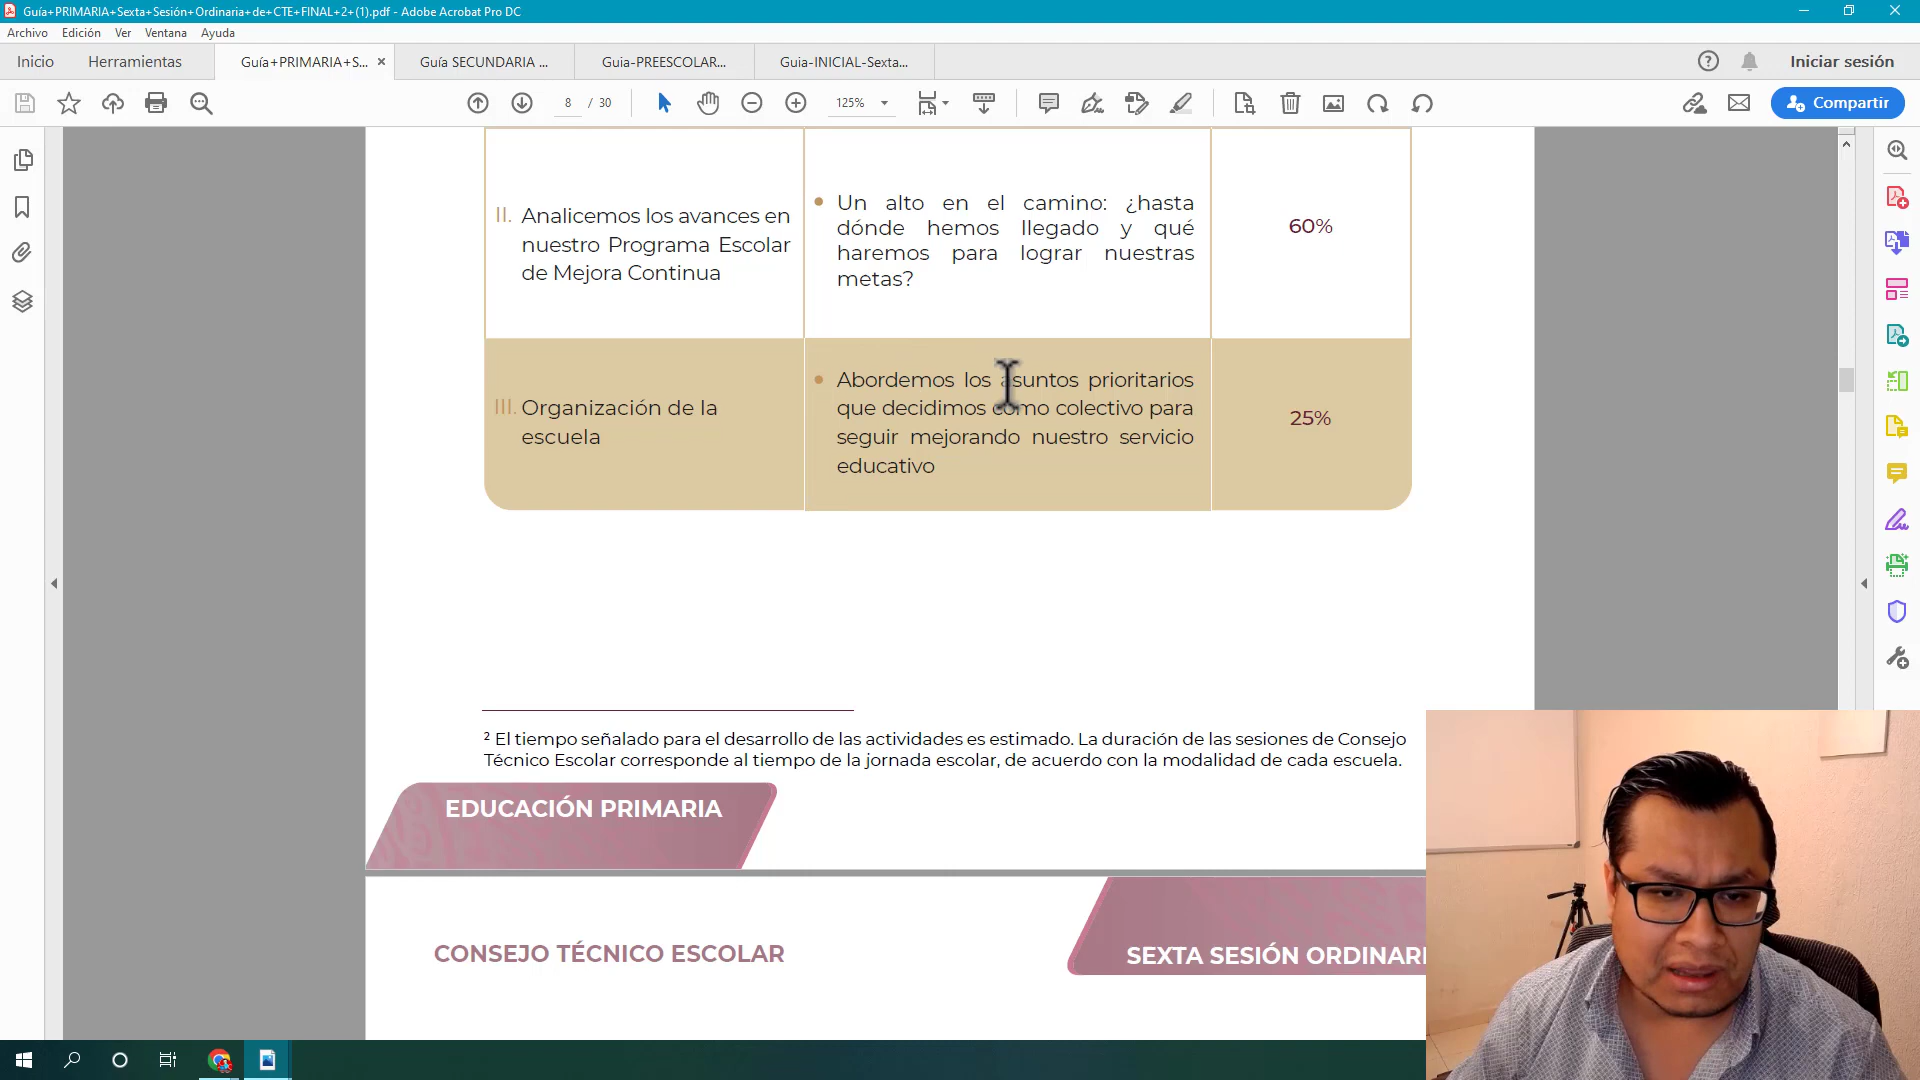 Guía+PRIMARIA+Sexta+Sesión+Ordinaria+de+CTE+FINAL+2+(1).pdf - Adobe Acrobat Pro DC
Archivo Edición Ver Ventana Ayuda
Inicio Herramientas Guía+PRIMARIA+S... × Guía SECUNDARIA ... Guia-PREESCOLAR... Guia-INICIAL-Sexta... Iniciar sesión
8 / 30 125% Compartir
II. Analicemos los avances en
nuestro Programa Escolar
de Mejora Continua
• Un alto en el camino: ¿hasta
dónde hemos llegado y qué
haremos para lograr nuestras
metas?
60%
III. Organización de la
escuela
• Abordemos los asuntos prioritarios
que decidimos como colectivo para
seguir mejorando nuestro servicio
educativo
25%
² El tiempo señalado para el desarrollo de las actividades es estimado. La duración de las sesiones de Consejo
Técnico Escolar corresponde al tiempo de la jornada escolar, de acuerdo con la modalidad de cada escuela.
EDUCACIÓN PRIMARIA
CONSEJO TÉCNICO ESCOLAR
SEXTA SESIÓN ORDINARI